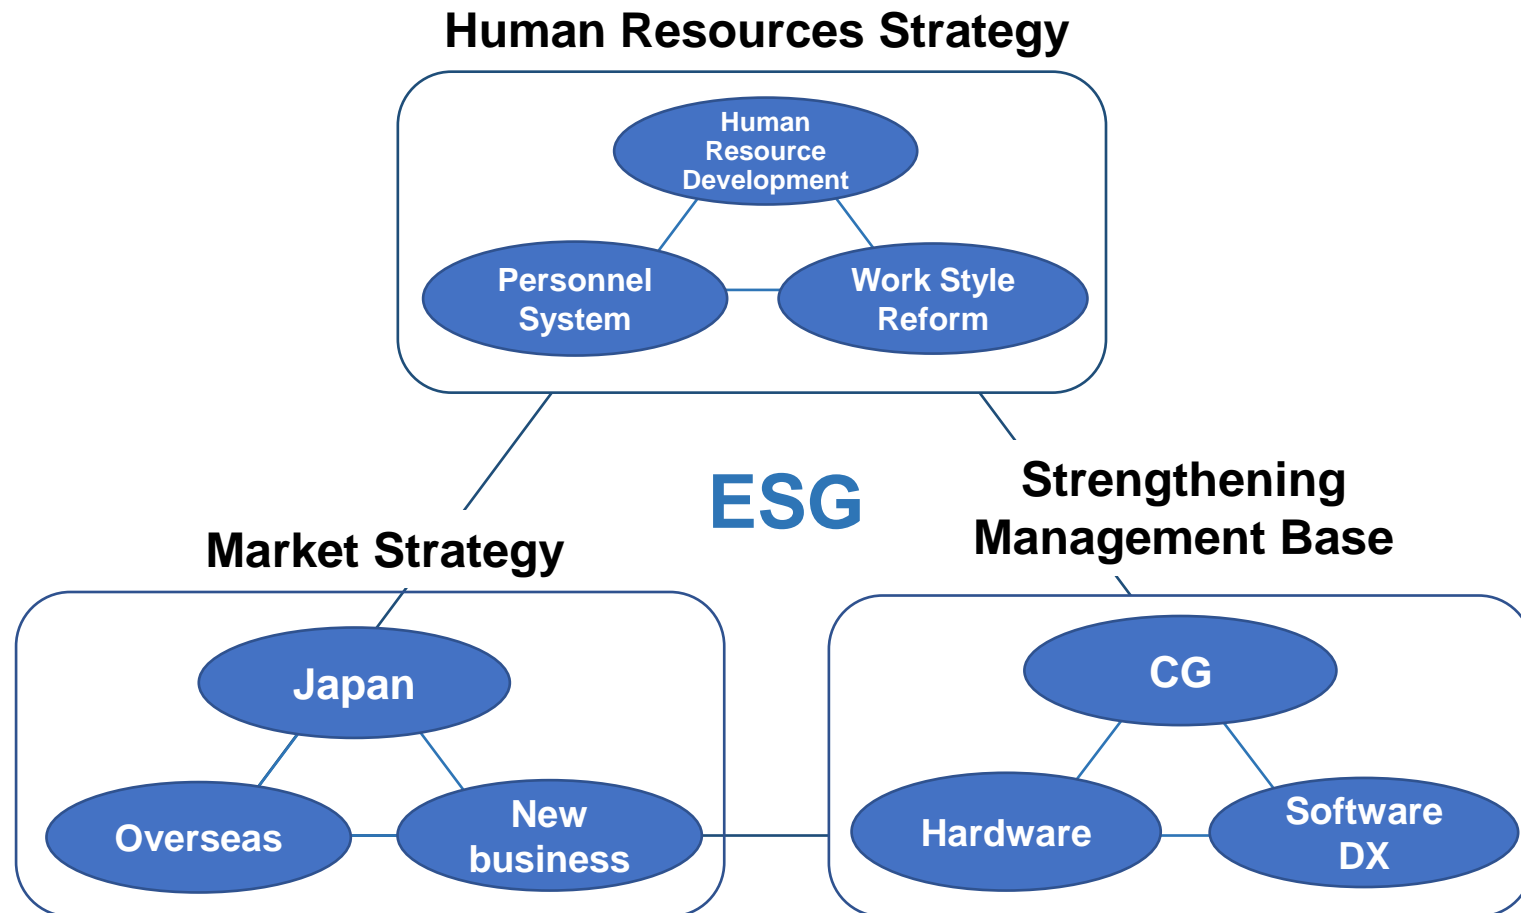 Human Resources Strategy
Human
Resource
Development
Personnel
System
Work Style
Reform
ESG
Strengthening
Management Base
Market Strategy
Japan
Overseas
New
business
CG
Hardware
Software
DX